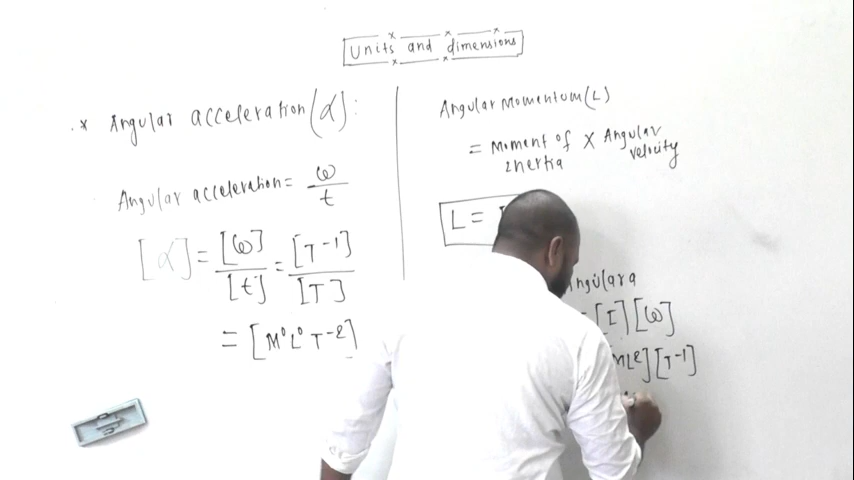 Units and dimensions
* Angular acceleration (α):
Angular acceleration = ω
t
[α] = [ω] = [T⁻¹]
[t] [T]
= [M⁰L⁰T⁻²]
Angular Momentum (L)
= Moment of × Angular
Inertia velocity
L =
Angular a
= [I][ω]
ML²][T⁻¹]